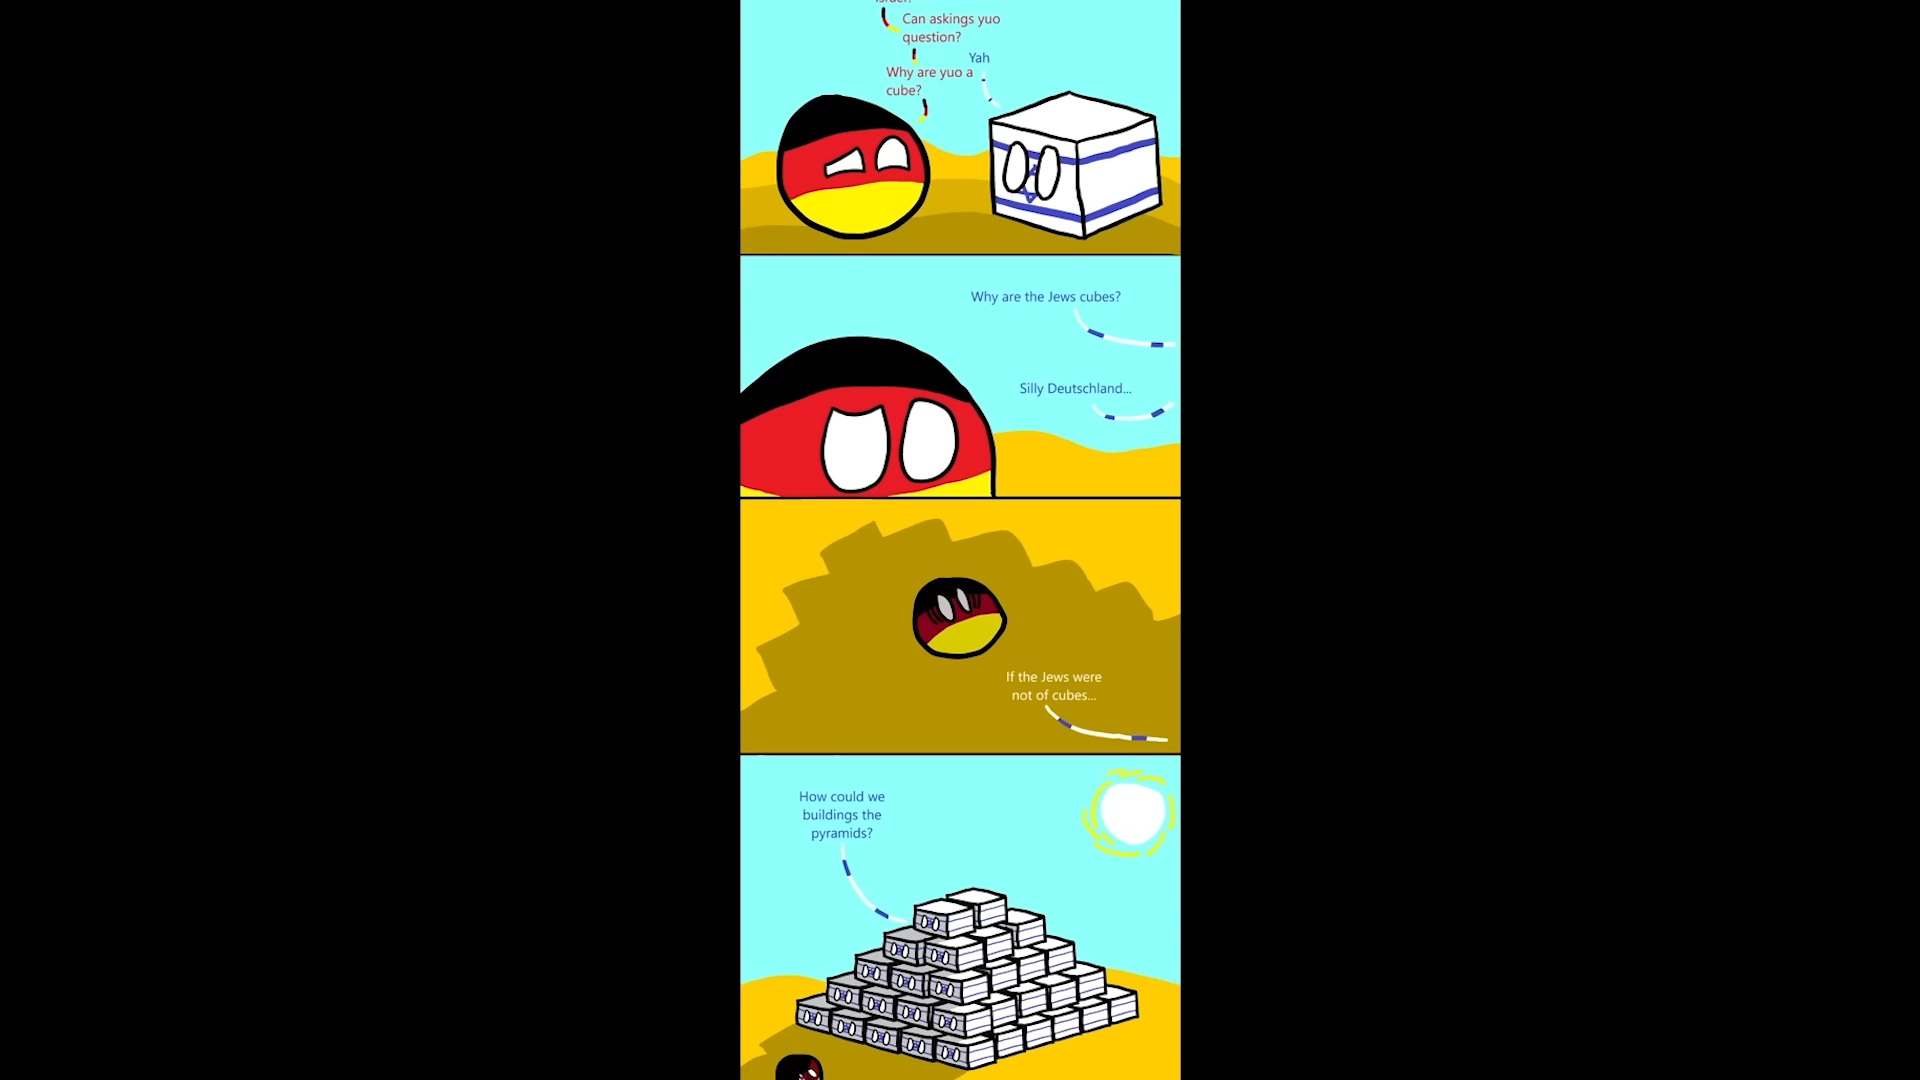 Can askings yuo
question?
Yah
Why are yuo a
cube?
Why are the Jews cubes?
Silly Deutschland...
If the Jews were
not of cubes...
How could we
buildings the
pyramids?